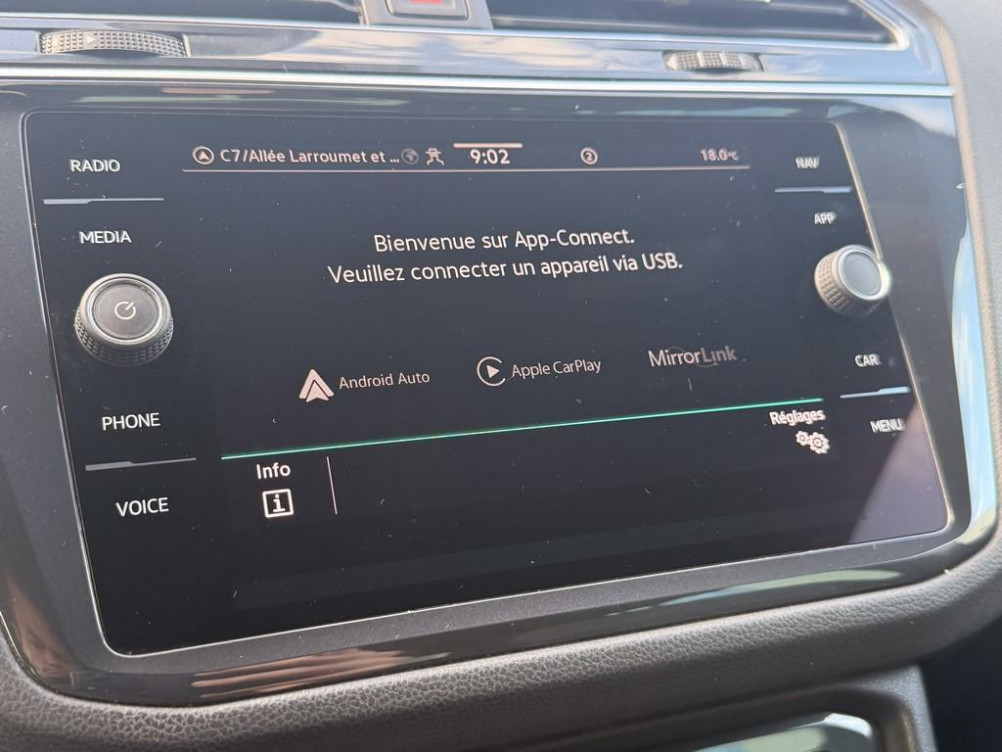 RADIO
C7/Allée Larroumet et ...
9:02
2
18.0°C
NAV
MEDIA
APP
Bienvenue sur App-Connect.
Veuillez connecter un appareil via USB.
Android Auto
Apple CarPlay
MirrorLink
CAR
PHONE
Réglages
MENU
Info
i
VOICE